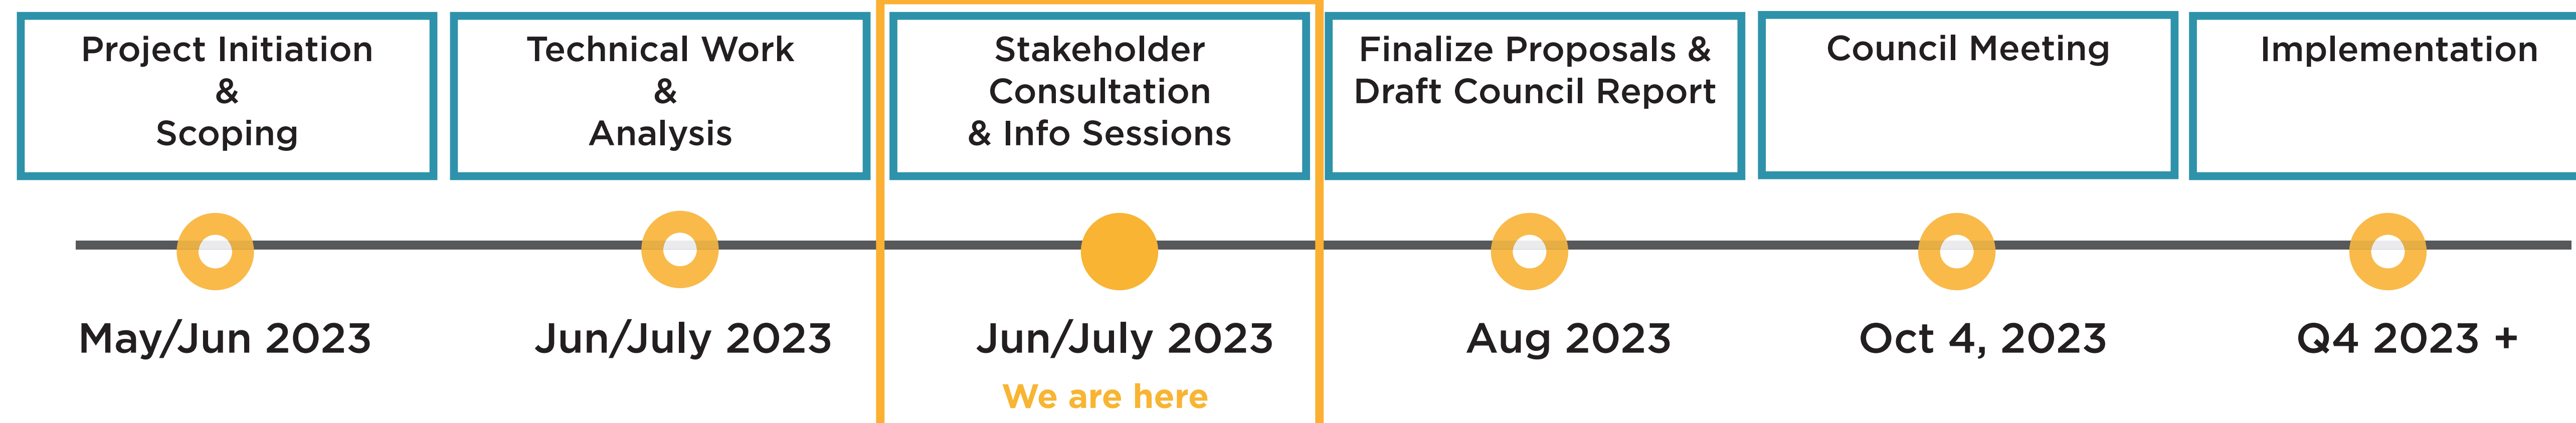 Project Initiation
&
Scoping
Technical Work
&
Analysis
Stakeholder
Consultation
& Info Sessions
Finalize Proposals &
Draft Council Report
Council Meeting
Implementation
May/Jun 2023
Jun/July 2023
Jun/July 2023
Aug 2023
Oct 4, 2023
Q4 2023 +
We are here